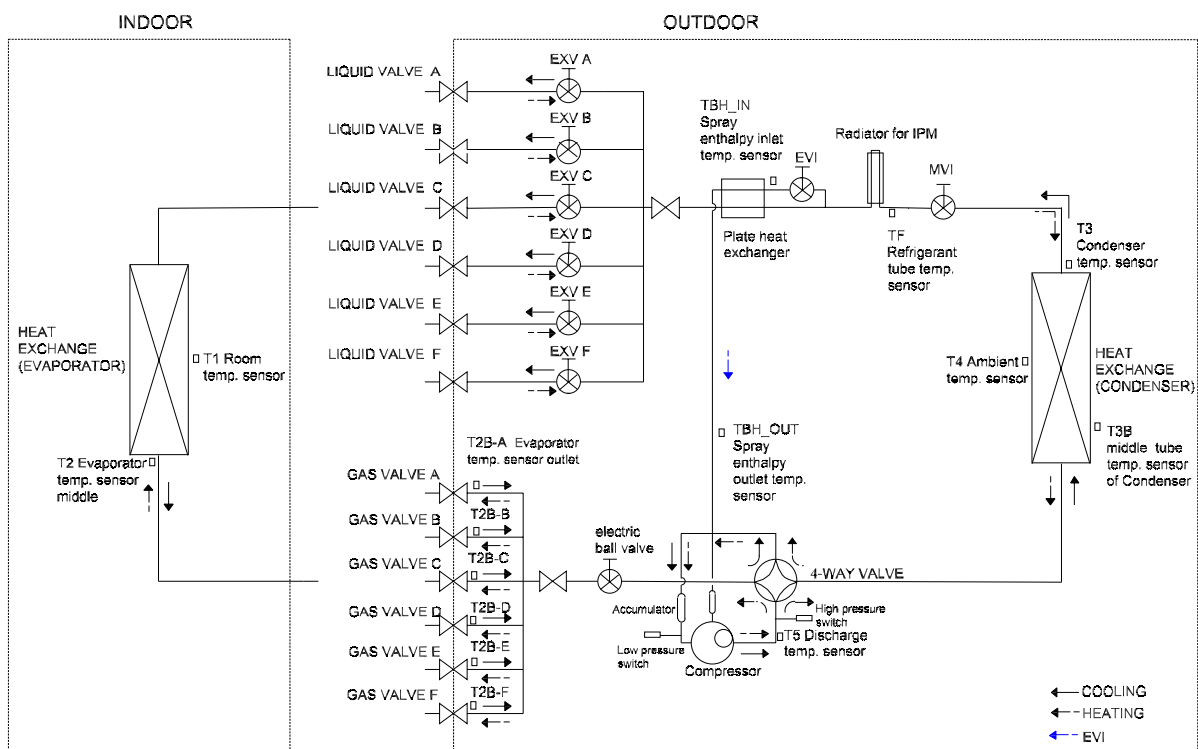 INDOOR
OUTDOOR
LIQUID VALVE A
EXV A
LIQUID VALVE B
EXV B
LIQUID VALVE C
EXV C
LIQUID VALVE D
EXV D
LIQUID VALVE E
EXV E
LIQUID VALVE F
EXV F
TBH_IN
Spray
enthalpy inlet
temp. sensor
EVI
Radiator for IPM
MVI
Plate heat
exchanger
TF
Refrigerant
tube temp.
sensor
T3
Condenser
temp. sensor
HEAT
EXCHANGE
(EVAPORATOR)
T1 Room
temp. sensor
T4 Ambient
temp. sensor
HEAT
EXCHANGE
(CONDENSER)
T2 Evaporator
temp. sensor
middle
T2B-A Evaporator
temp. sensor outlet
TBH_OUT
Spray
enthalpy
outlet temp.
sensor
T3B
middle tube
temp. sensor
of Condenser
GAS VALVE A
GAS VALVE B
T2B-B
GAS VALVE C
T2B-C
GAS VALVE D
T2B-D
GAS VALVE E
T2B-E
GAS VALVE F
T2B-F
electric
ball valve
4-WAY VALVE
Accumulator
High pressure
switch
Low pressure
switch
T5 Discharge
temp. sensor
Compressor
COOLING
HEATING
EVI